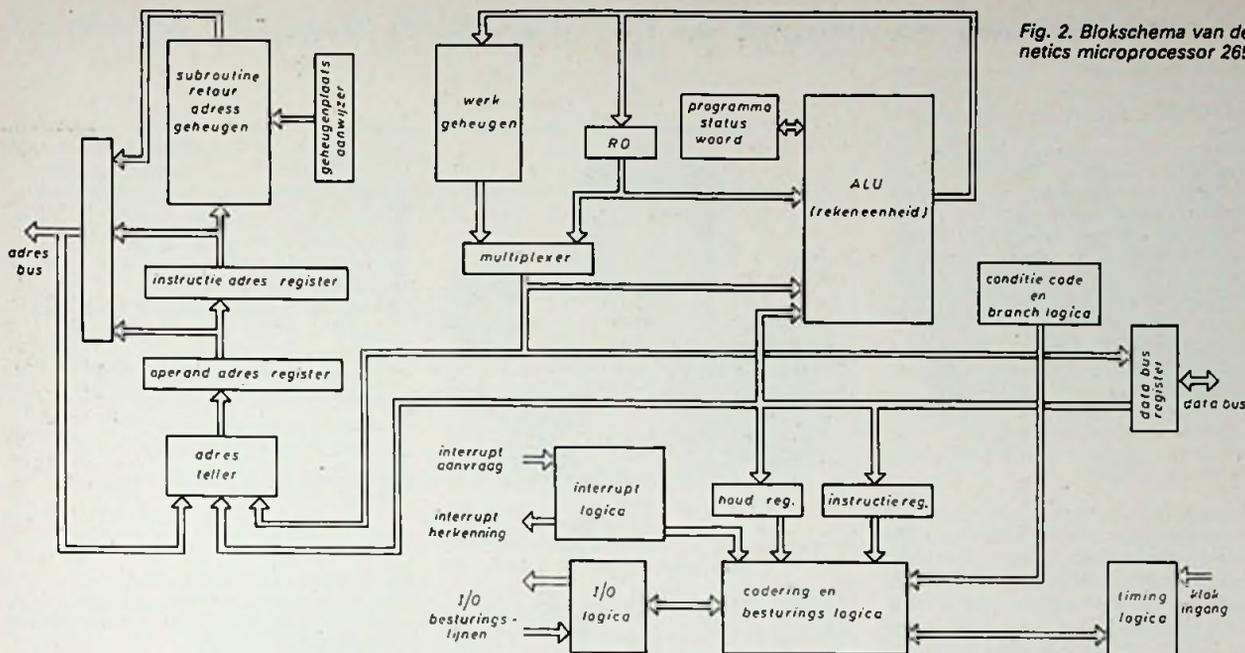 Fig. 2. Blokschema van de
netics microprocessor 265
subroutine
retour
adress
geheugen
geheugenplaats
aanwijzer
werk
geheugen
RO
programma
status
woord
ALU
(rekeneenheid)
adres
bus
multiplexer
instructie adres register
conditie code
en
branch logica
operand adres register
data bus
register
data bus
adres
teller
interrupt
aanvraag
interrupt
logica
houd reg.
instructie reg.
interrupt
herkenning
I/O
besturings -
lijnen
I/O
logica
codering en
besturings logica
timing
logica
klok
ingang